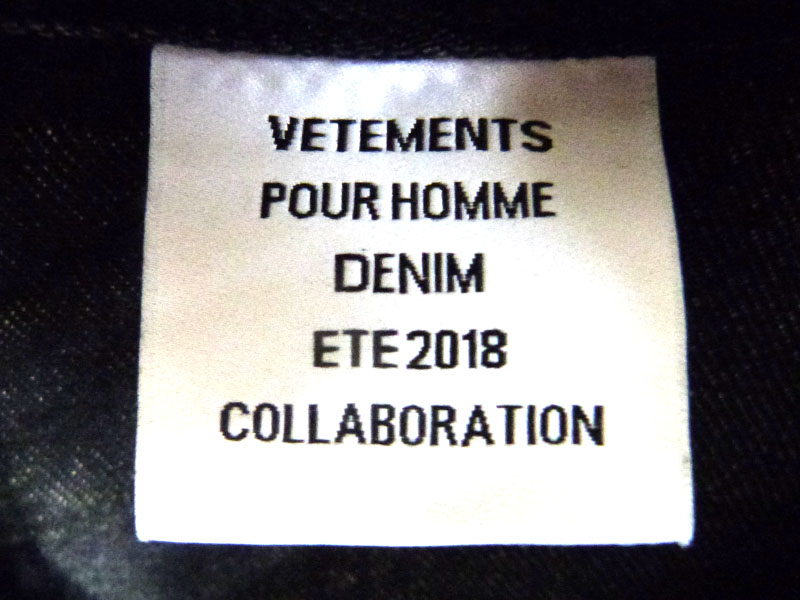 VETEMENTS
POUR HOMME
DENIM
ETE 2018
COLLABORATION